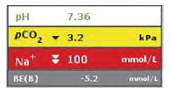 pH 7.36
pCO₂ 3.2 kPa
Na⁺ 100 mmol/L
BE(B) -5.2 mmol/L